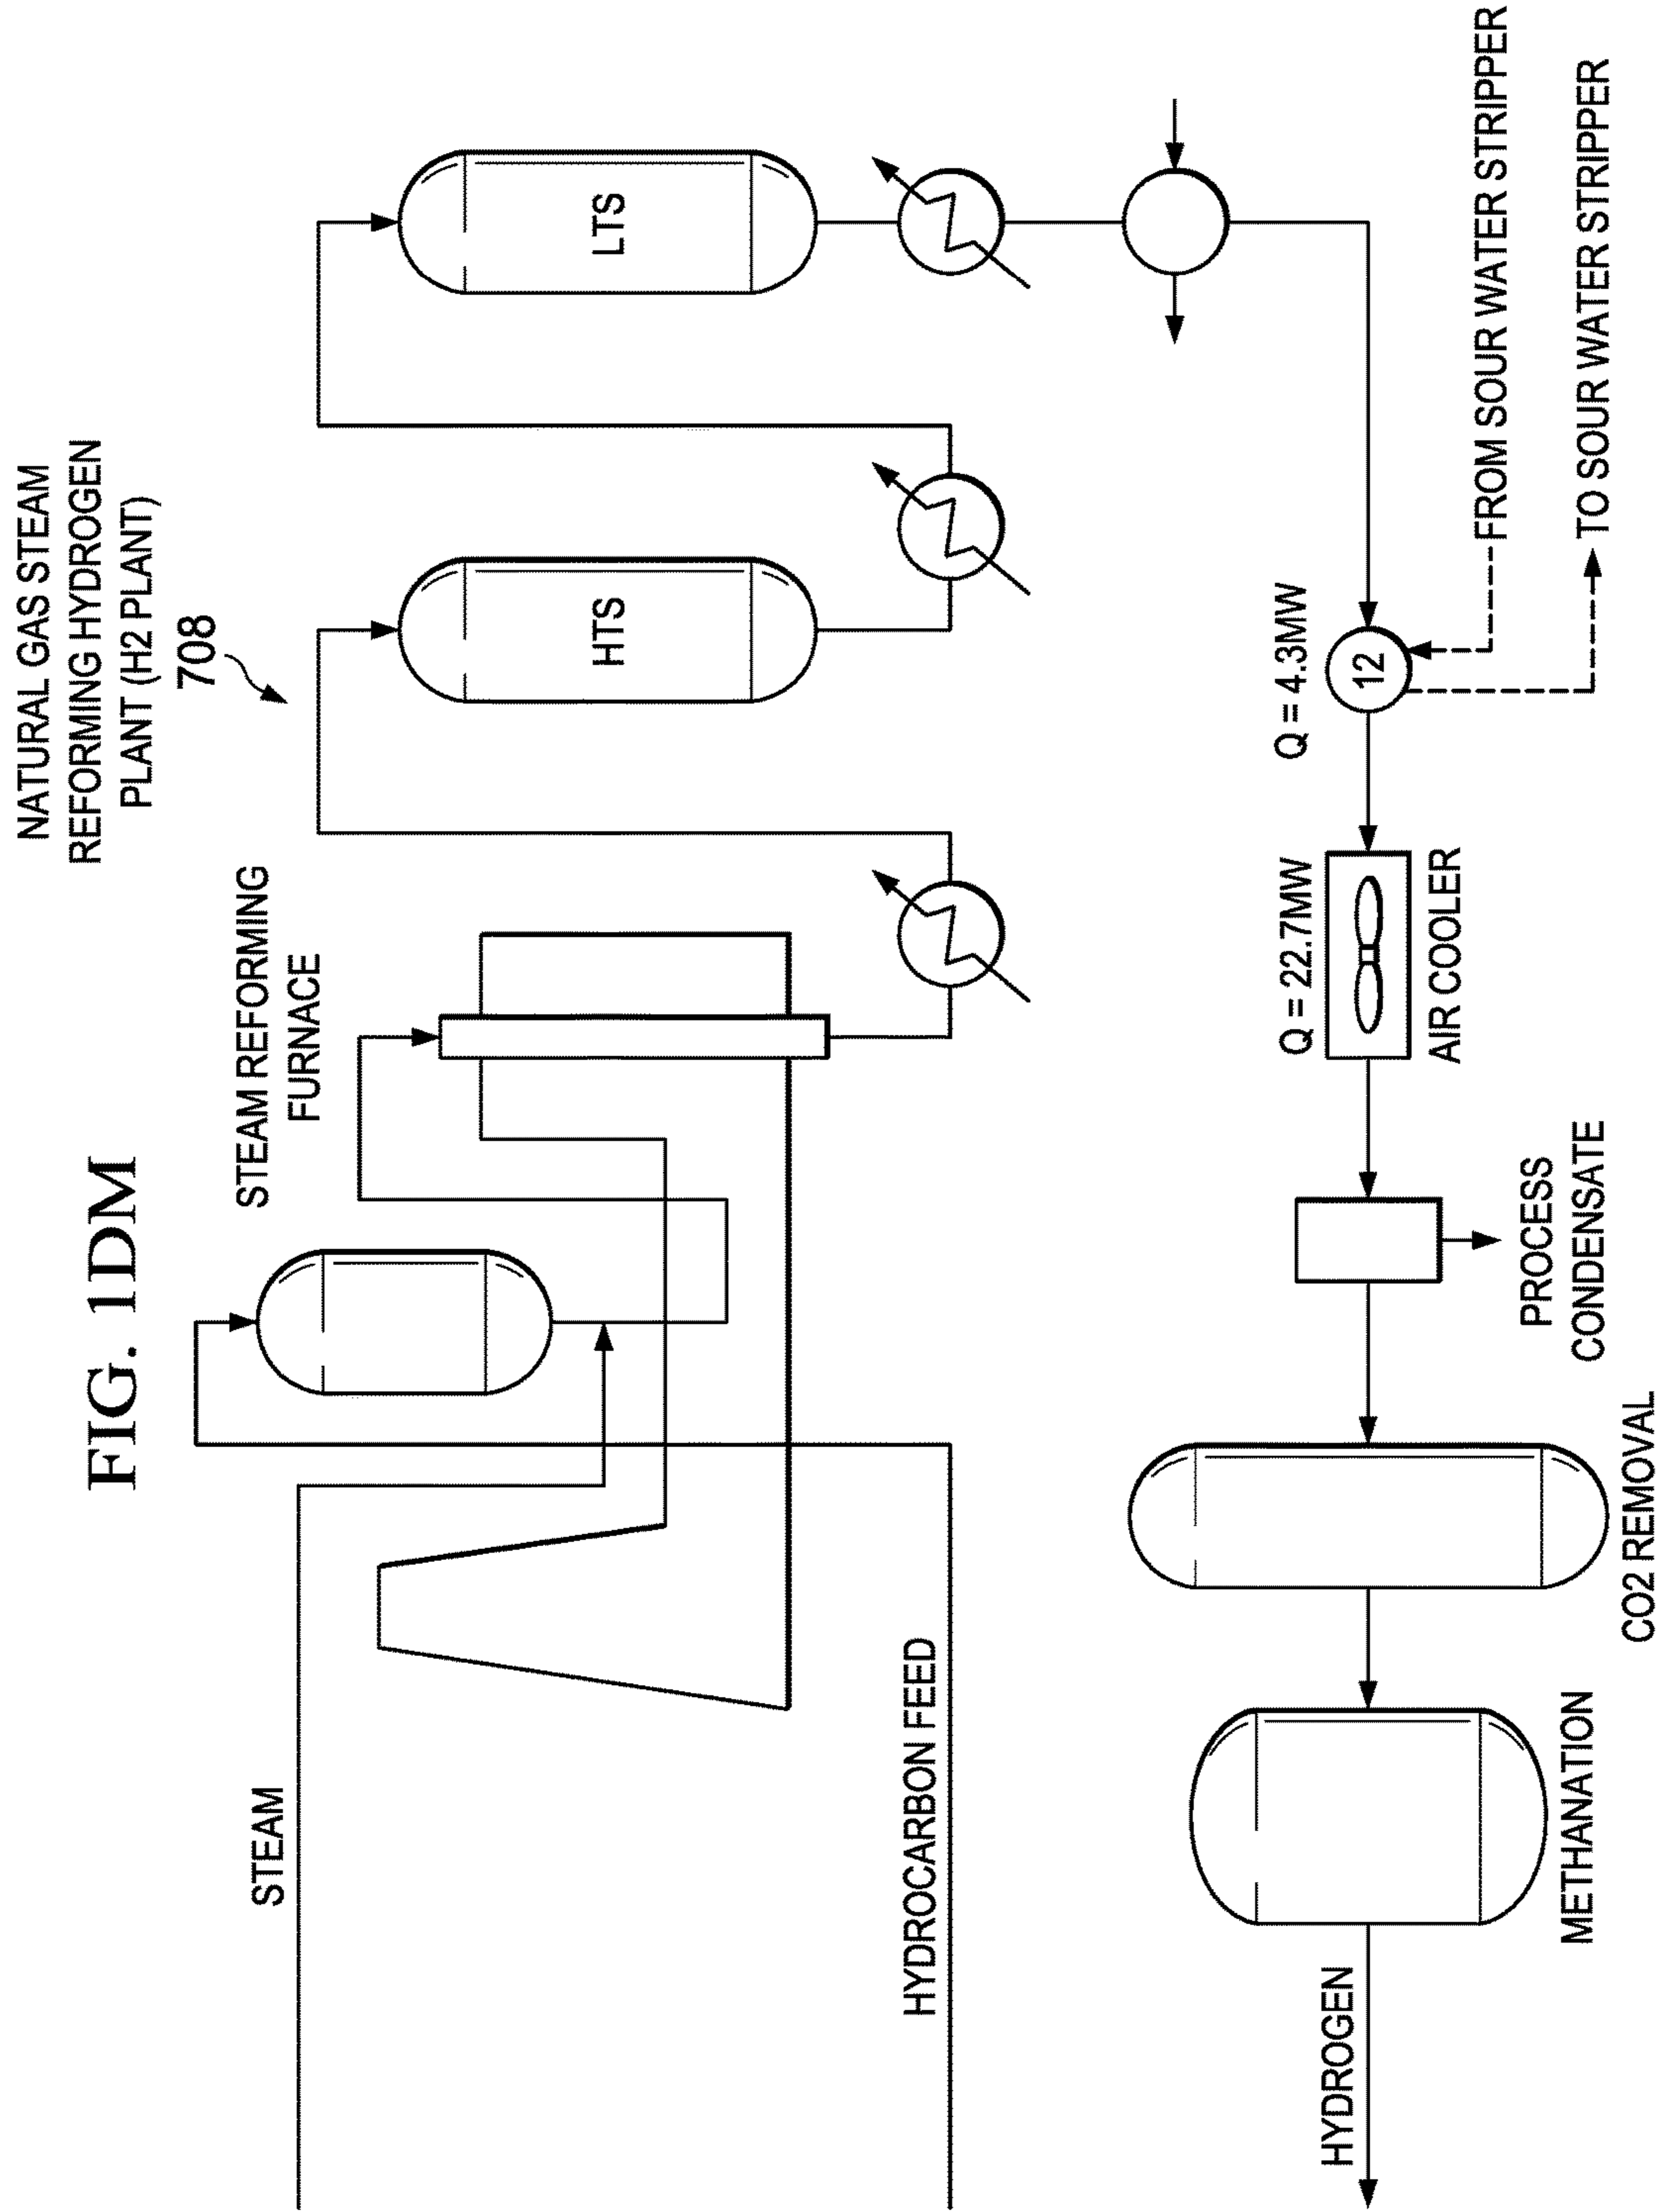 FIG. 1DM
NATURAL GAS STEAM
REFORMING HYDROGEN
PLANT (H2 PLANT)
708
STEAM REFORMING
FURNACE
STEAM
HTS
LTS
HYDROCARBON FEED
Q = 22.7MW
Q = 4.3MW
HYDROGEN
12
METHANATION
CO2 REMOVAL
PROCESS
CONDENSATE
AIR COOLER
FROM SOUR WATER STRIPPER
TO SOUR WATER STRIPPER